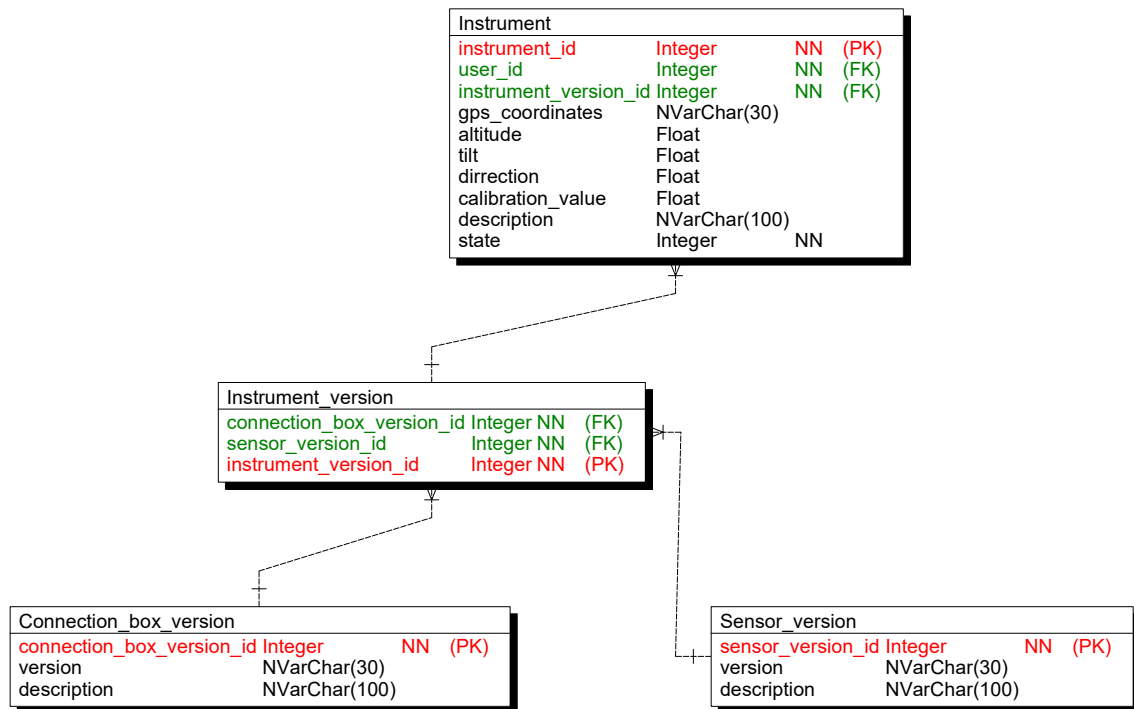 Instrument
instrument_id Integer NN (PK)
user_id Integer NN (FK)
instrument_version_id Integer NN (FK)
gps_coordinates NVarChar(30)
altitude Float
tilt Float
dirrection Float
calibration_value Float
description NVarChar(100)
state Integer NN
Instrument_version
connection_box_version_id Integer NN (FK)
sensor_version_id Integer NN (FK)
instrument_version_id Integer NN (PK)
Connection_box_version
connection_box_version_id Integer NN (PK)
version NVarChar(30)
description NVarChar(100)
Sensor_version
sensor_version_id Integer NN (PK)
version NVarChar(30)
description NVarChar(100)